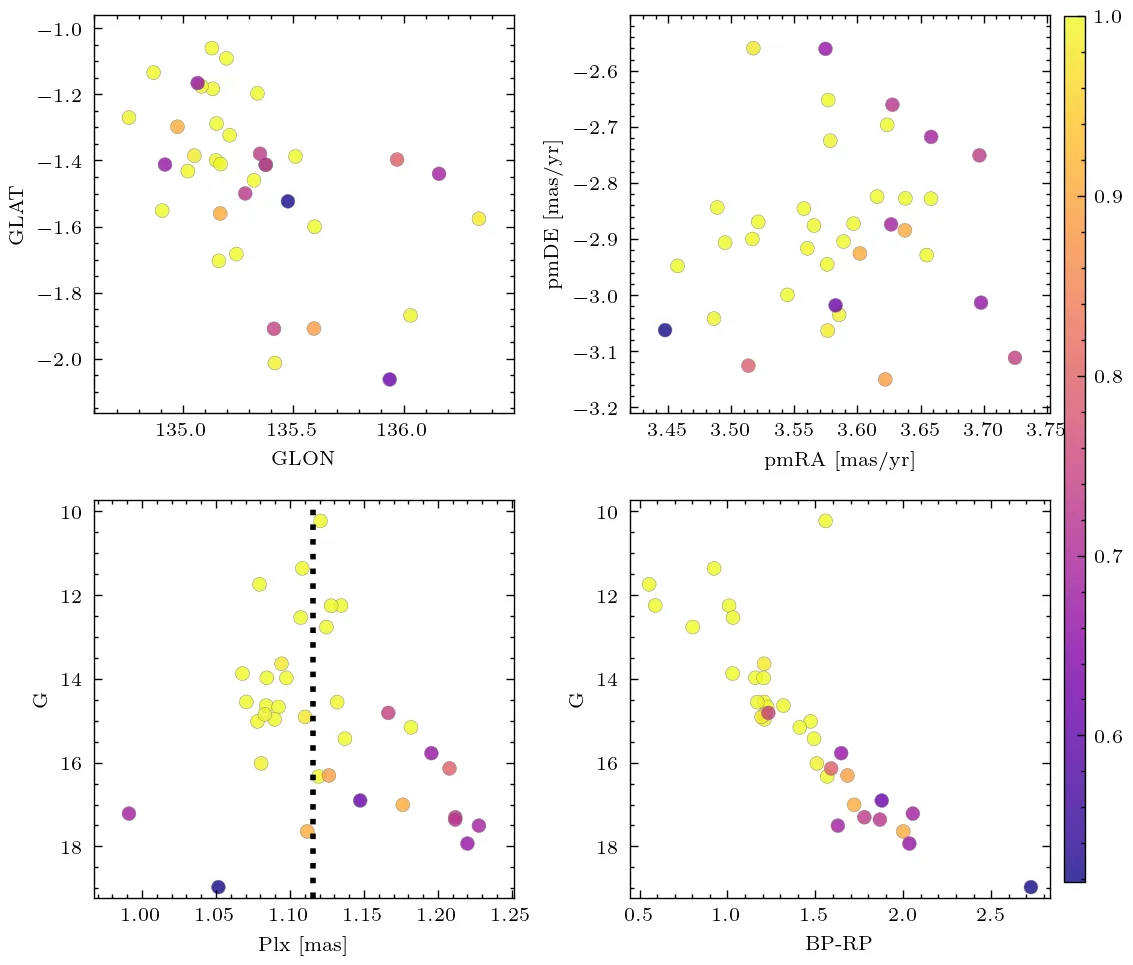 −1.0
−1.2
−1.4
−1.6
−1.8
−2.0
GLAT
135.0 135.5 136.0
GLON
−2.6
−2.7
−2.8
−2.9
−3.0
−3.1
−3.2
pmDE [mas/yr]
3.45 3.50 3.55 3.60 3.65 3.70 3.75
pmRA [mas/yr]
1.0
0.9
0.8
0.7
0.6
10
12
14
16
18
G
1.00 1.05 1.10 1.15 1.20 1.25
Plx [mas]
10
12
14
16
18
G
0.5 1.0 1.5 2.0 2.5
BP-RP